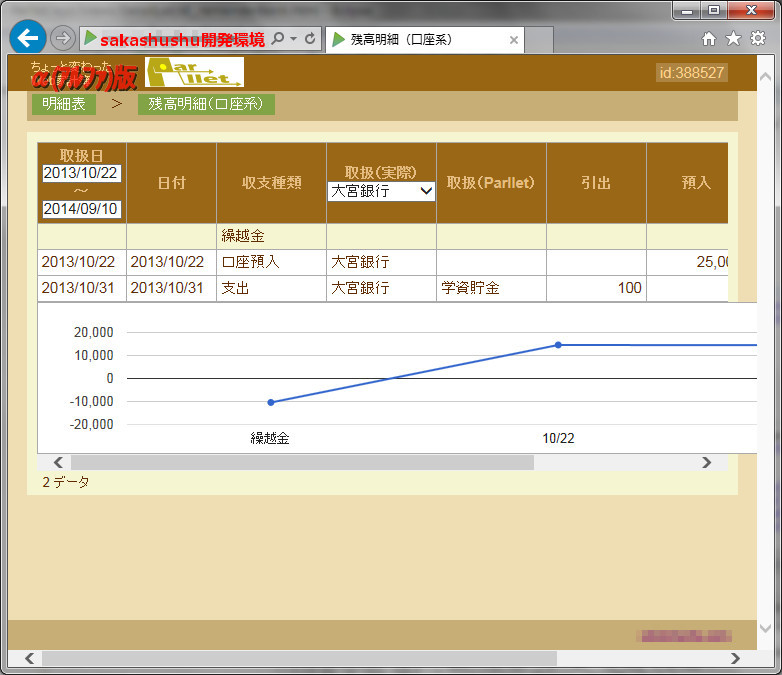 sakashushu開発環境
残高明細（口座系）
ちょーと変わった
α(アルファ)版
Parllet.
id:388527
明細表 > 残高明細(口座系)
取扱日
2013/10/22
～
2014/09/10
日付
収支種類
取扱(実際)
大宮銀行
取扱(Parllet)
引出
預入
繰越金
2013/10/22 2013/10/22 口座預入 大宮銀行 25,00
2013/10/31 2013/10/31 支出 大宮銀行 学資貯金 100
20,000
10,000
0
-10,000
-20,000
繰越金 10/22
2 データ